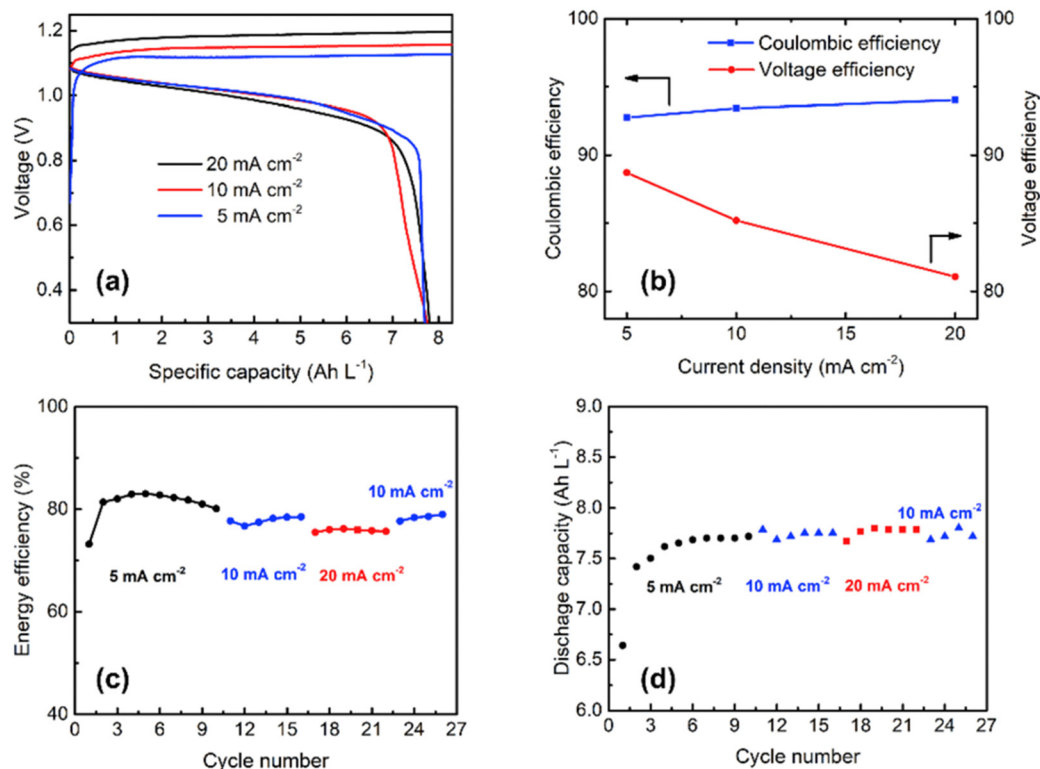 1.2
1.0
0.8
0.6
0.4
Voltage (V)
20 mA cm⁻²
10 mA cm⁻²
5 mA cm⁻²
(a)
0 1 2 3 4 5 6 7 8
Specific capacity (Ah L⁻¹)
100
90
80
Coulombic efficiency
Coulombic efficiency
Voltage efficiency
(b)
100
90
80
Voltage efficiency
5 10 15 20
Current density (mA cm⁻²)
100
80
60
40
Energy efficiency (%)
10 mA cm⁻²
5 mA cm⁻²
10 mA cm⁻²
20 mA cm⁻²
(c)
0 3 6 9 12 15 18 21 24 27
Cycle number
9.0
8.5
8.0
7.5
7.0
6.5
6.0
Dischage capacity (Ah L⁻¹)
10 mA cm⁻²
5 mA cm⁻²
10 mA cm⁻²
20 mA cm⁻²
(d)
0 3 6 9 12 15 18 21 24 27
Cycle number